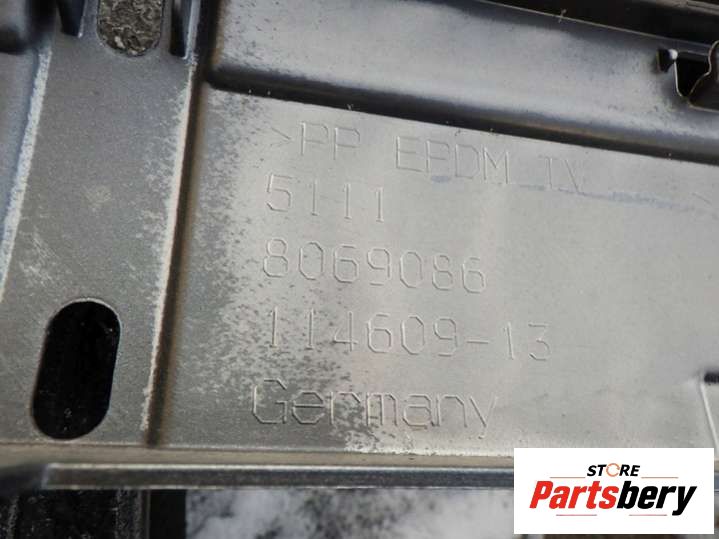 >PP EPDM TV
5111
8069086
114609-13
Germany
STORE
Partsbery